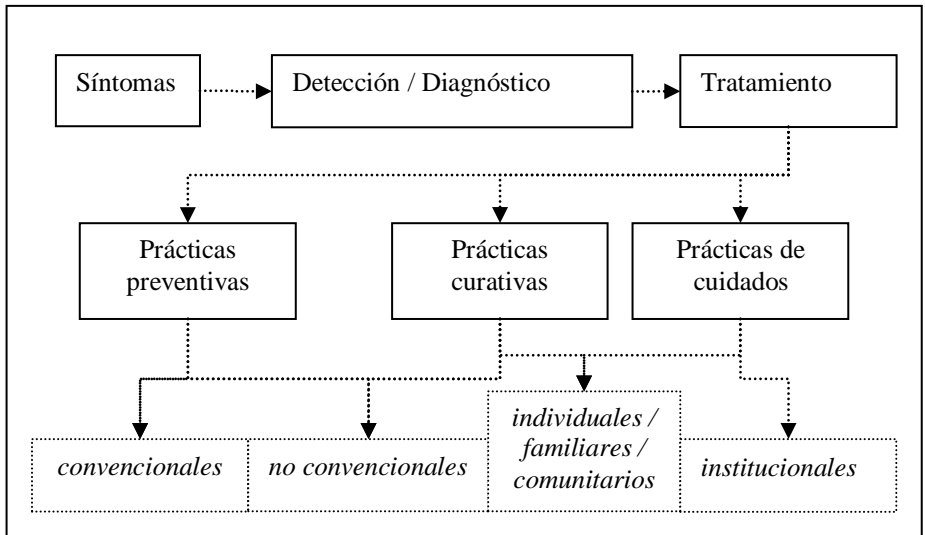 Síntomas
Detección / Diagnóstico
Tratamiento
Prácticas
preventivas
Prácticas
curativas
Prácticas de
cuidados
convencionales
no convencionales
individuales /
familiares /
comunitarios
institucionales